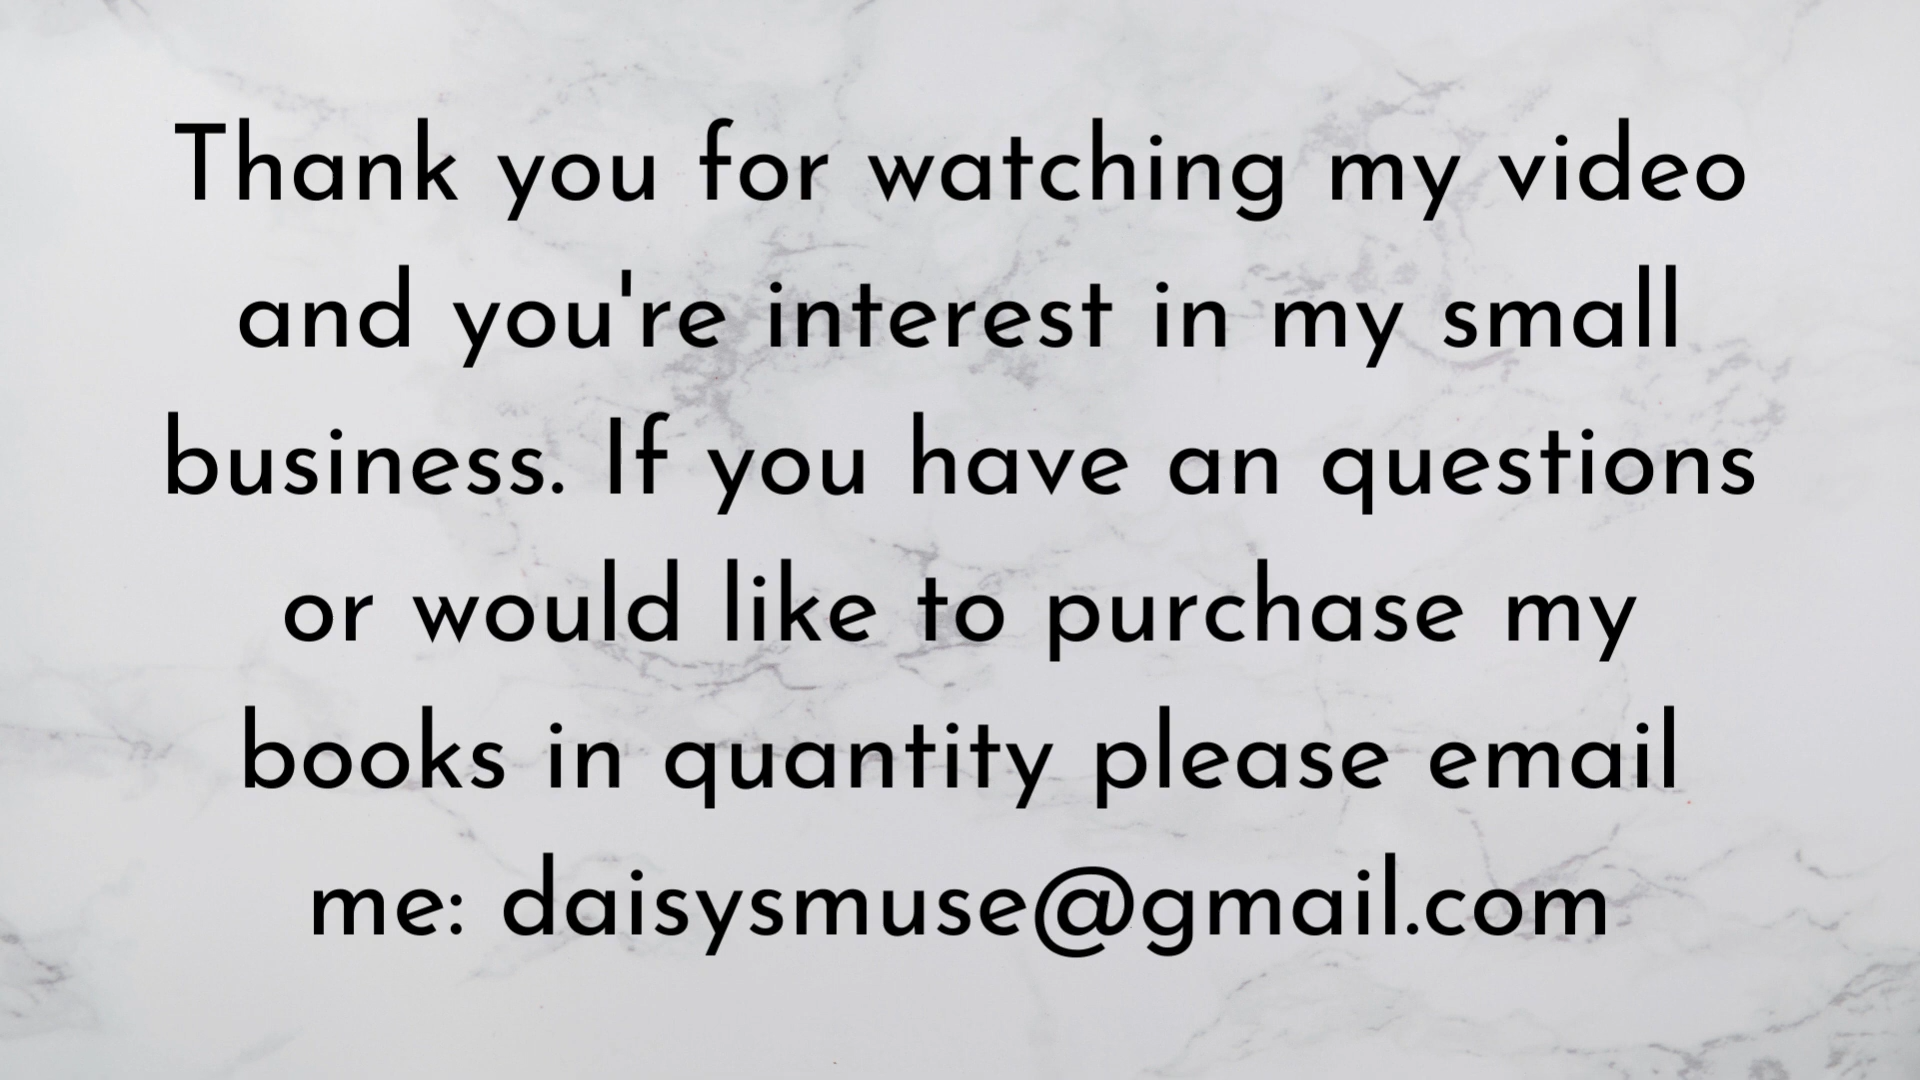 Thank you for watching my video
and you're interest in my small
business. If you have an questions
or would like to purchase my
books in quantity please email
me: daisysmuse@gmail.com